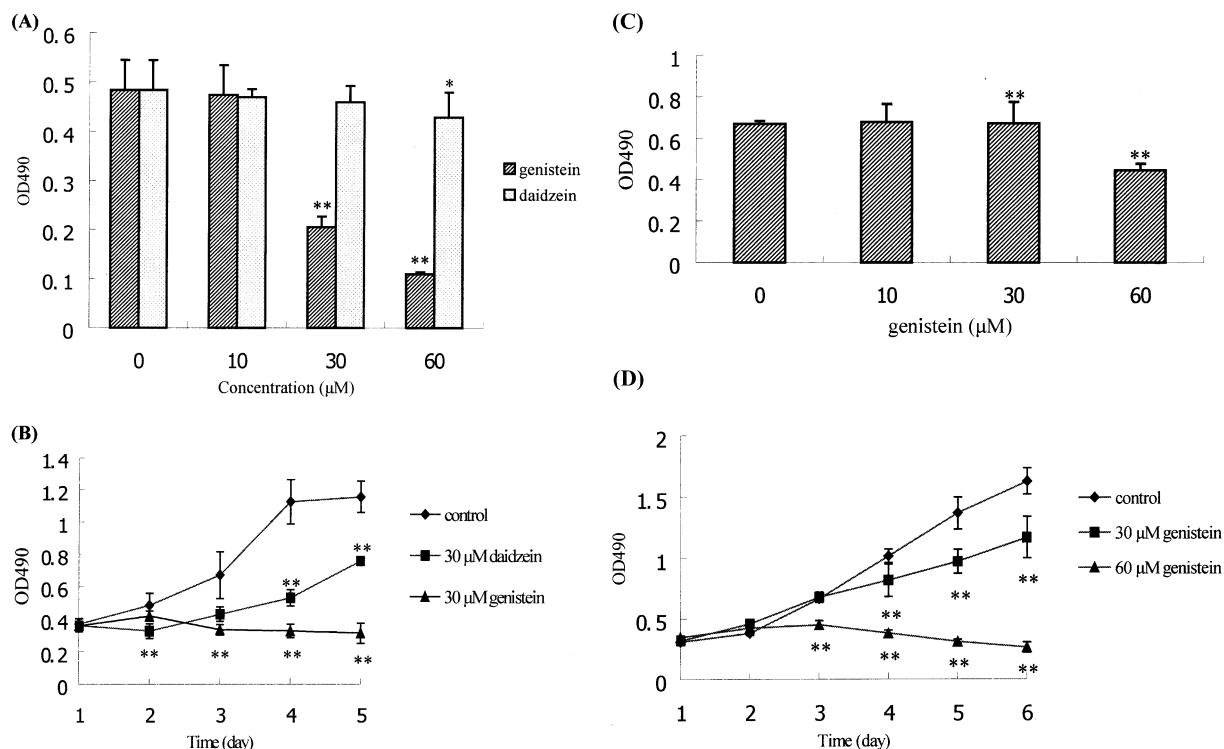 (A)
0.6
0.5
0.4
0.3
0.2
0.1
0
OD490
*
**
**
genistein
daidzein
0 10 30 60
Concentration (μM)
(B)
1.4
1.2
1
0.8
0.6
0.4
0.2
0
OD490
**
**
** ** ** **
control
30 μM daidzein
30 μM genistein
1 2 3 4 5
Time (day)
(C)
1
0.8
0.6
0.4
0.2
0
OD490
**
**
0 10 30 60
genistein (μM)
(D)
2
1.5
1
0.5
0
OD490
** ** **
** ** ** **
control
30 μM genistein
60 μM genistein
1 2 3 4 5 6
Time (day)